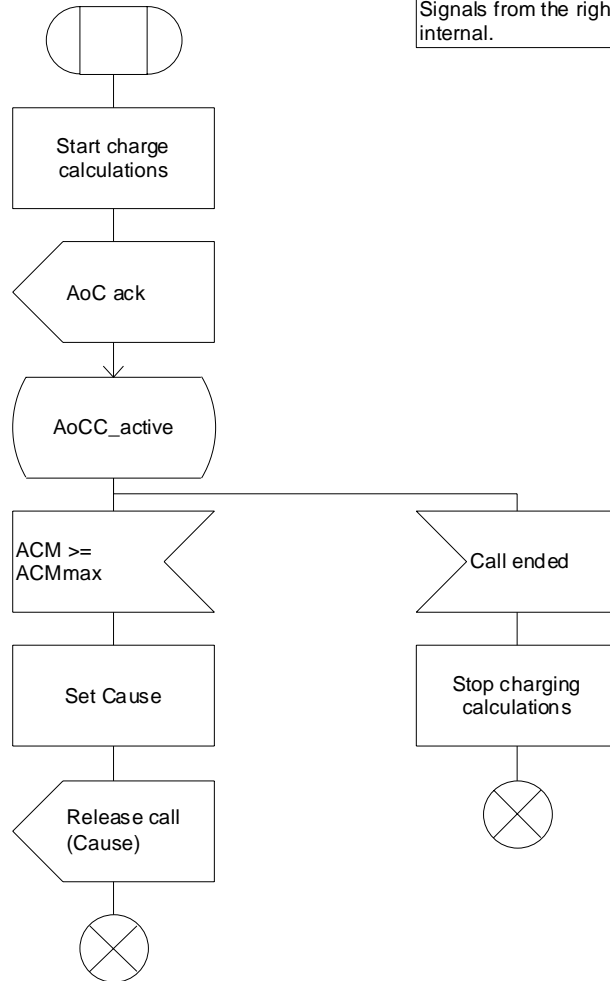 Signals from the
internal.
Start charge
calculations
AoC ack
AoCC_active
ACM >=
ACMmax
Call ended
Set Cause
Stop charging
calculations
Release call
(Cause)